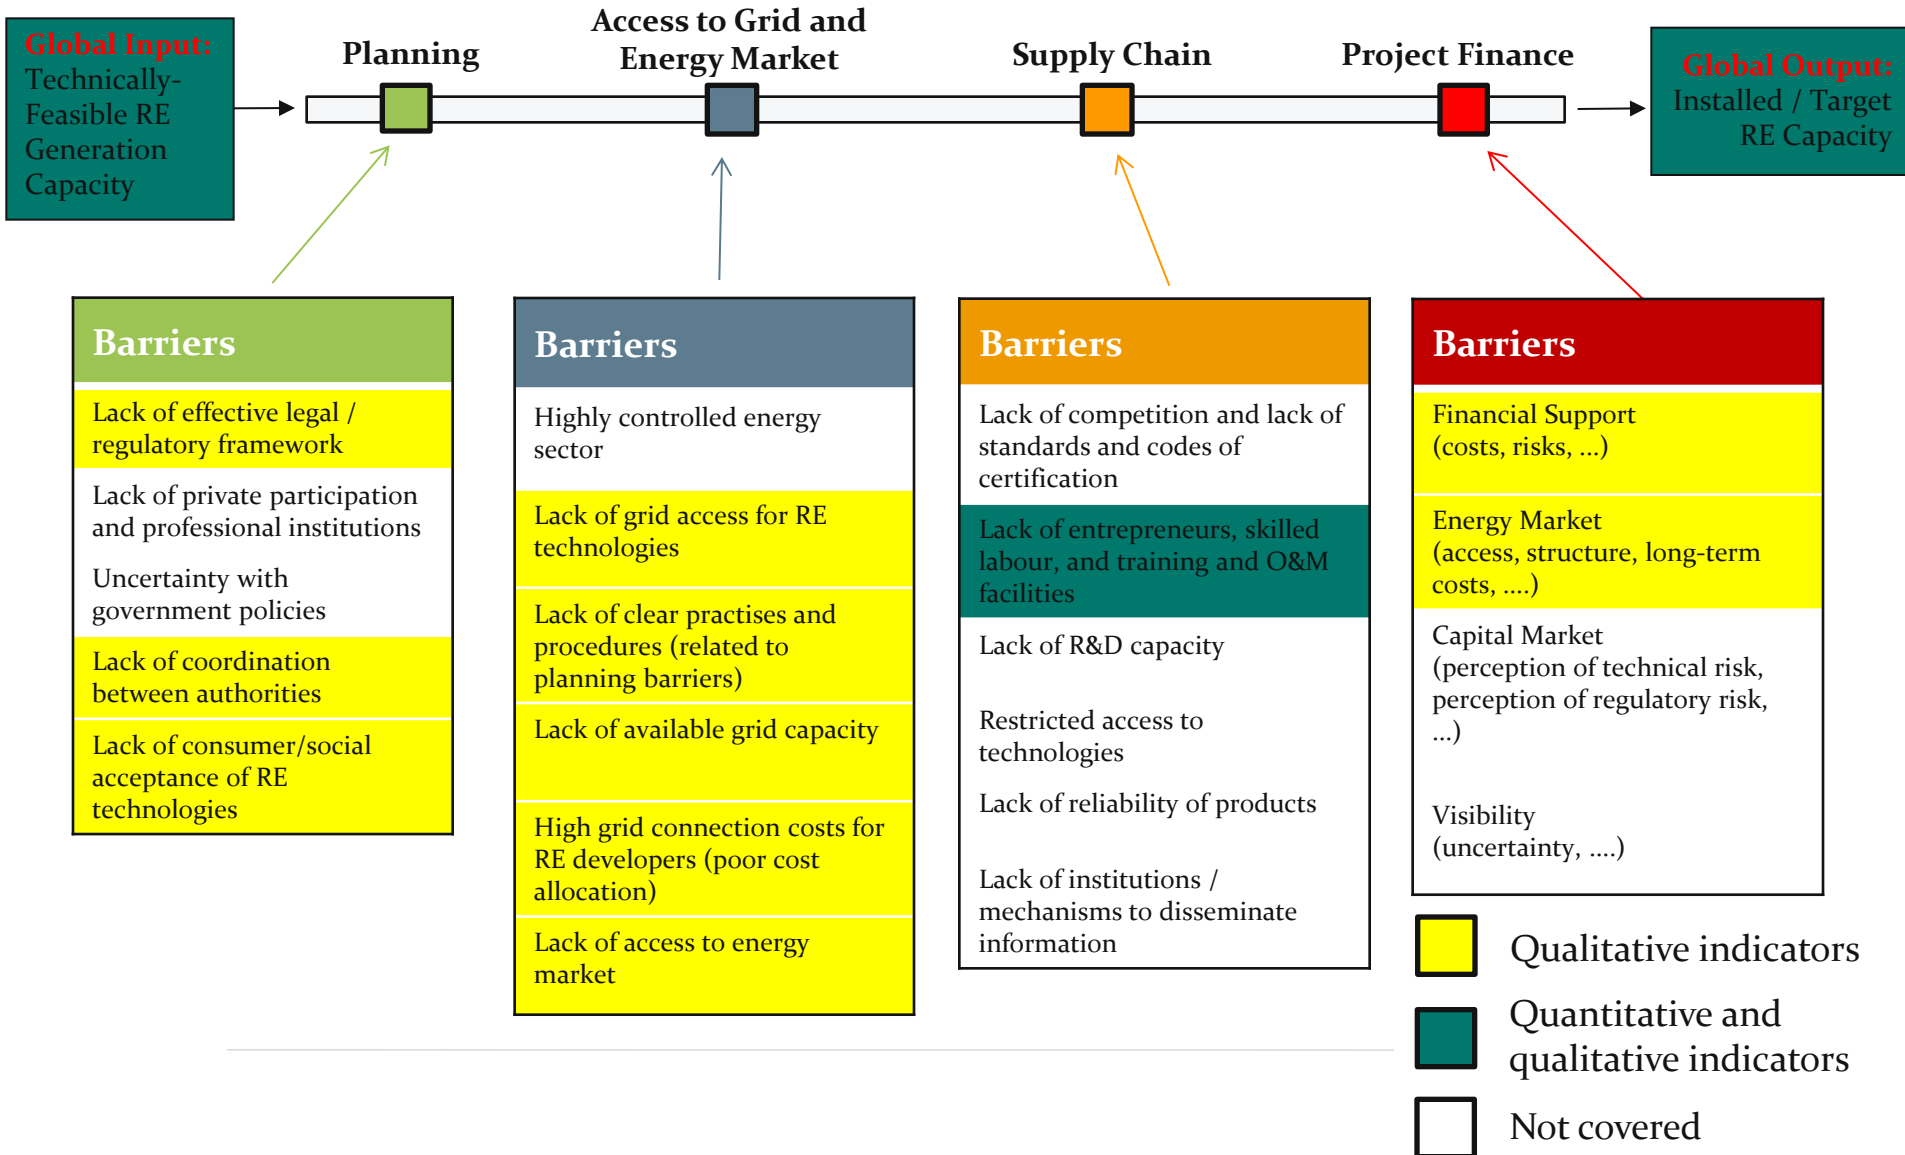 Global Input:
Technically-
Feasible RE
Generation
Capacity
Planning
Access to Grid and
Energy Market
Supply Chain
Project Finance
Global Output:
Installed / Target
RE Capacity
Barriers
Lack of effective legal /
regulatory framework
Lack of private participation
and professional institutions
Uncertainty with
government policies
Lack of coordination
between authorities
Lack of consumer/social
acceptance of RE
technologies
Barriers
Highly controlled energy
sector
Lack of grid access for RE
technologies
Lack of clear practises and
procedures (related to
planning barriers)
Lack of available grid capacity
High grid connection costs for
RE developers (poor cost
allocation)
Lack of access to energy
market
Barriers
Lack of competition and lack of
standards and codes of
certification
Lack of entrepreneurs, skilled
labour, and training and O&M
facilities
Lack of R&D capacity
Restricted access to
technologies
Lack of reliability of products
Lack of institutions /
mechanisms to disseminate
information
Barriers
Financial Support
(costs, risks, ...)
Energy Market
(access, structure, long-term
costs, ....)
Capital Market
(perception of technical risk,
perception of regulatory risk,
...)
Visibility
(uncertainty, ....)
Qualitative indicators
Quantitative and
qualitative indicators
Not covered